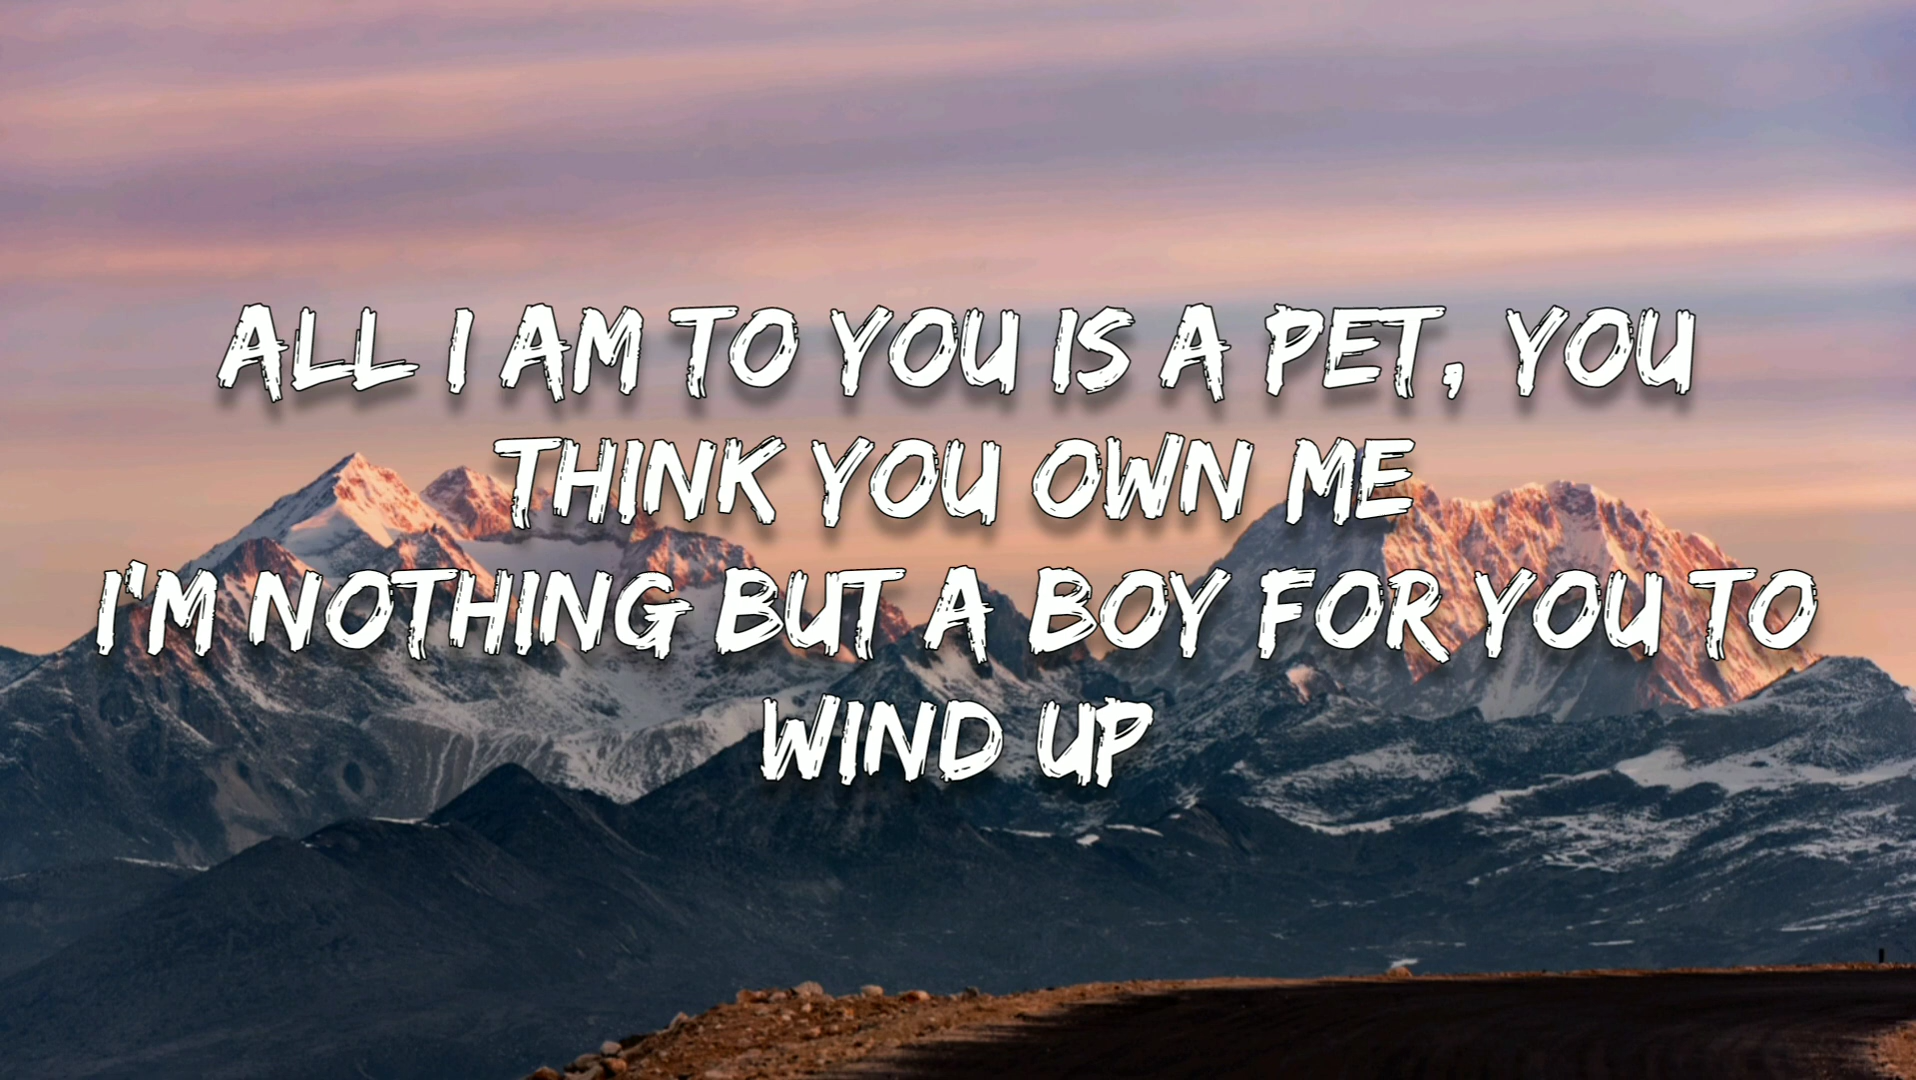 ALL I AM TO YOU IS A PET, YOU
THINK YOU OWN ME
I'M NOTHING BUT A BOY FOR YOU TO
WIND UP